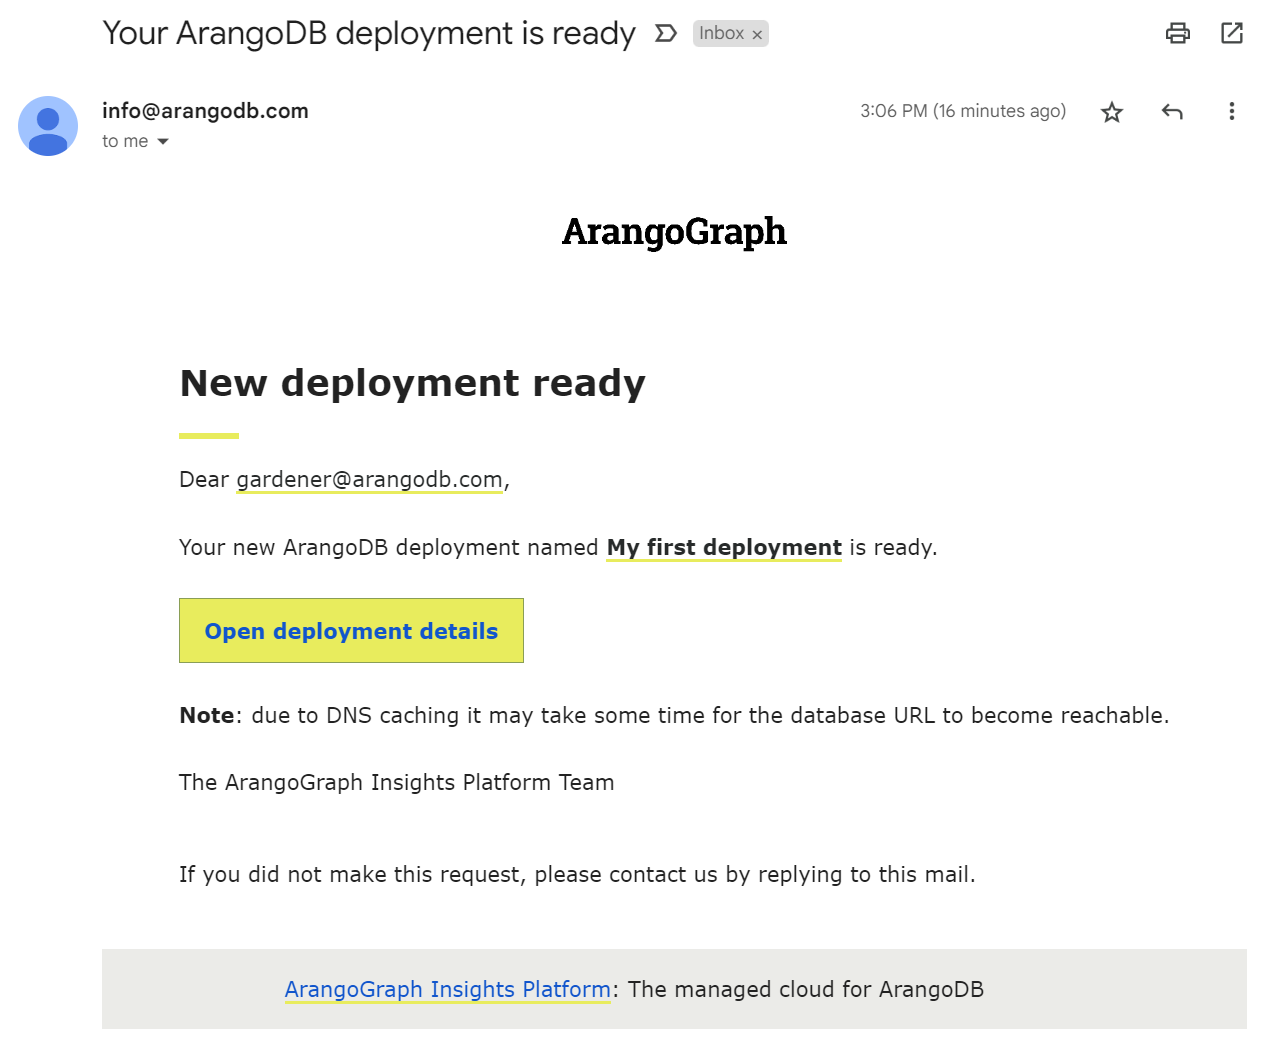 Your ArangoDB deployment is ready Inbox ×
info@arangodb.com 3:06 PM (16 minutes ago)
to me
ArangoGraph
New deployment ready
Dear gardener@arangodb.com,
Your new ArangoDB deployment named My first deployment is ready.
Open deployment details
Note: due to DNS caching it may take some time for the database URL to become reachable.
The ArangoGraph Insights Platform Team
If you did not make this request, please contact us by replying to this mail.
ArangoGraph Insights Platform: The managed cloud for ArangoDB